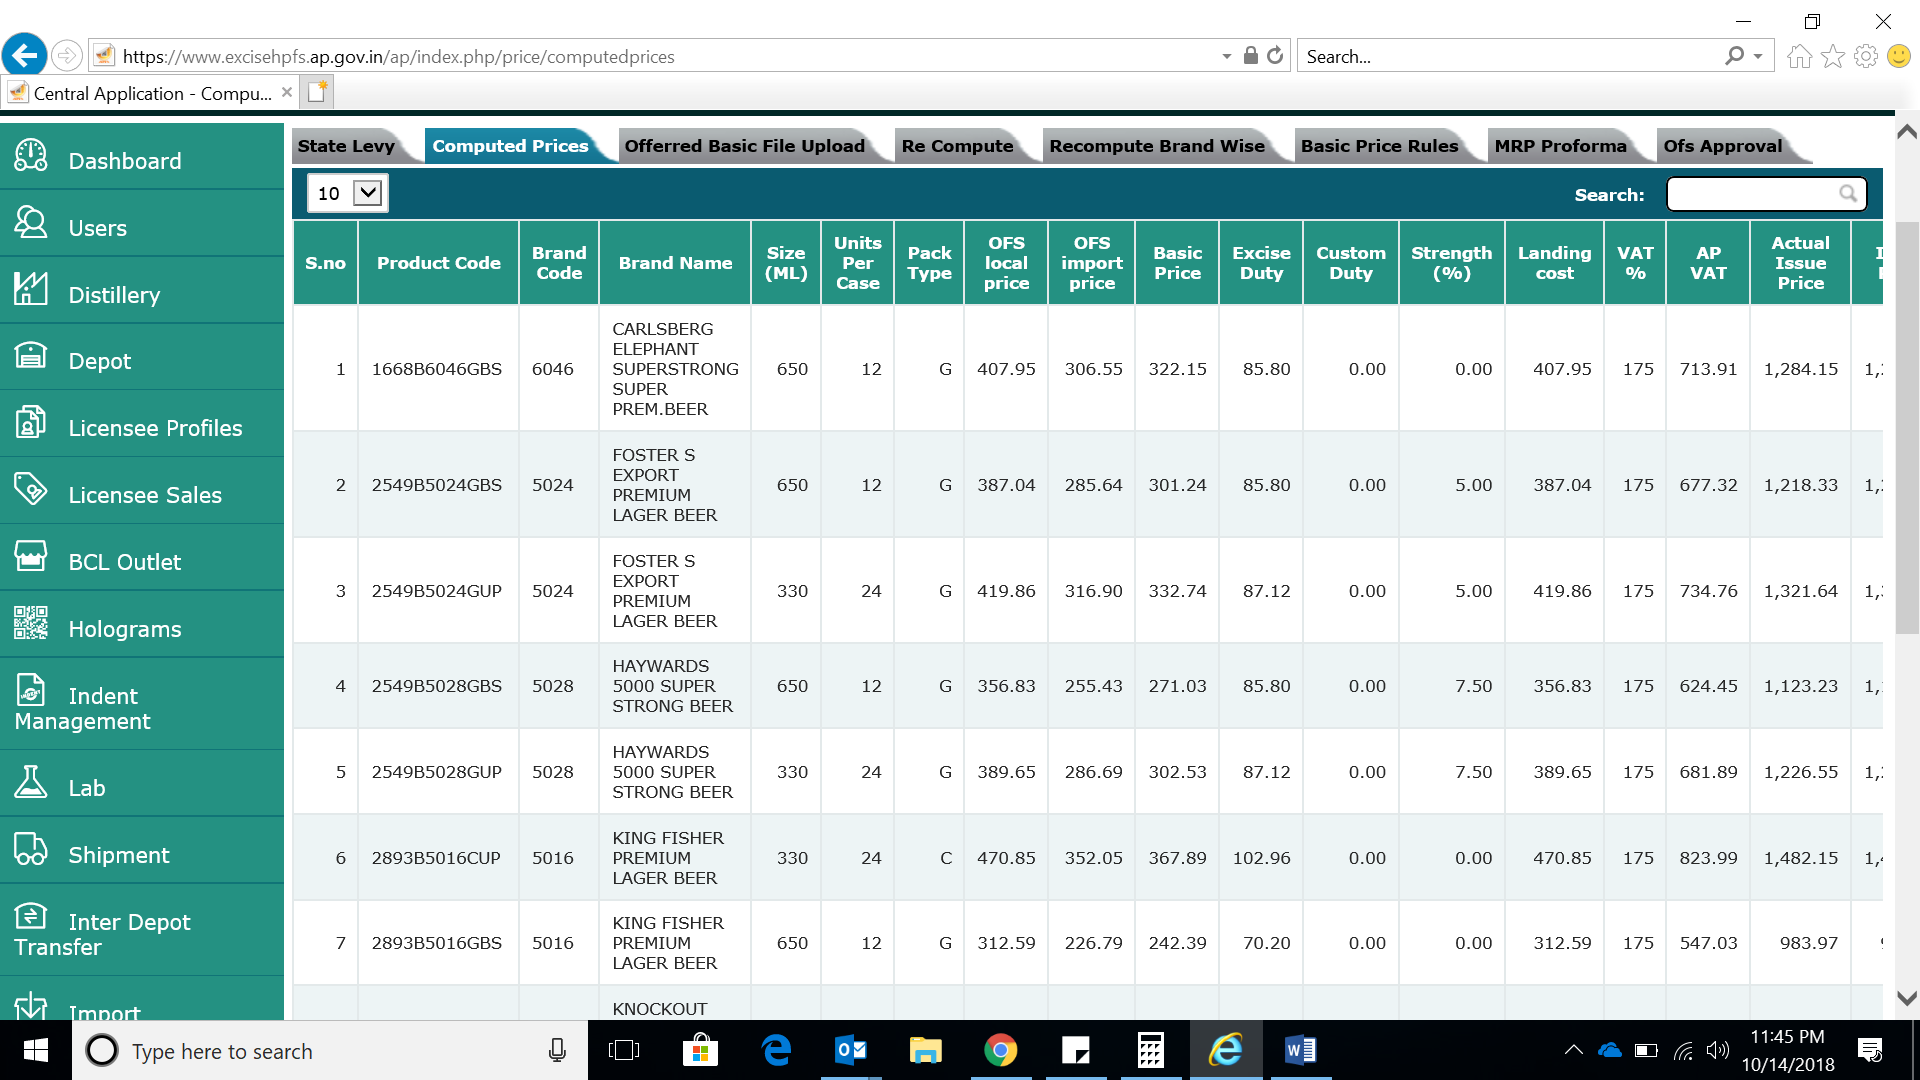 https://www.excisehpfs.ap.gov.in/ap/index.php/price/computedprices
Search...
Central Application - Compu...
Dashboard
Users
Distillery
Depot
Licensee Profiles
Licensee Sales
BCL Outlet
Holograms
Indent
Management
Lab
Shipment
Inter Depot
Transfer
Import
State Levy Computed Prices Offerred Basic File Upload Re Compute Recompute Brand Wise Basic Price Rules MRP Proforma Ofs Approval
10 Search:
S.no Product Code Brand Code Brand Name Size (ML) Units Per Case Pack Type OFS local price OFS import price Basic Price Excise Duty Custom Duty Strength (%) Landing cost VAT % AP VAT Actual Issue Price
1 1668B6046GBS 6046 CARLSBERG ELEPHANT SUPERSTRONG SUPER PREM.BEER 650 12 G 407.95 306.55 322.15 85.80 0.00 0.00 407.95 175 713.91 1,284.15
2 2549B5024GBS 5024 FOSTER S EXPORT PREMIUM LAGER BEER 650 12 G 387.04 285.64 301.24 85.80 0.00 5.00 387.04 175 677.32 1,218.33
3 2549B5024GUP 5024 FOSTER S EXPORT PREMIUM LAGER BEER 330 24 G 419.86 316.90 332.74 87.12 0.00 5.00 419.86 175 734.76 1,321.64
4 2549B5028GBS 5028 HAYWARDS 5000 SUPER STRONG BEER 650 12 G 356.83 255.43 271.03 85.80 0.00 7.50 356.83 175 624.45 1,123.23
5 2549B5028GUP 5028 HAYWARDS 5000 SUPER STRONG BEER 330 24 G 389.65 286.69 302.53 87.12 0.00 7.50 389.65 175 681.89 1,226.55
6 2893B5016CUP 5016 KING FISHER PREMIUM LAGER BEER 330 24 C 470.85 352.05 367.89 102.96 0.00 0.00 470.85 175 823.99 1,482.15
7 2893B5016GBS 5016 KING FISHER PREMIUM LAGER BEER 650 12 G 312.59 226.79 242.39 70.20 0.00 0.00 312.59 175 547.03 983.97
KNOCKOUT
Type here to search
11:45 PM
10/14/2018